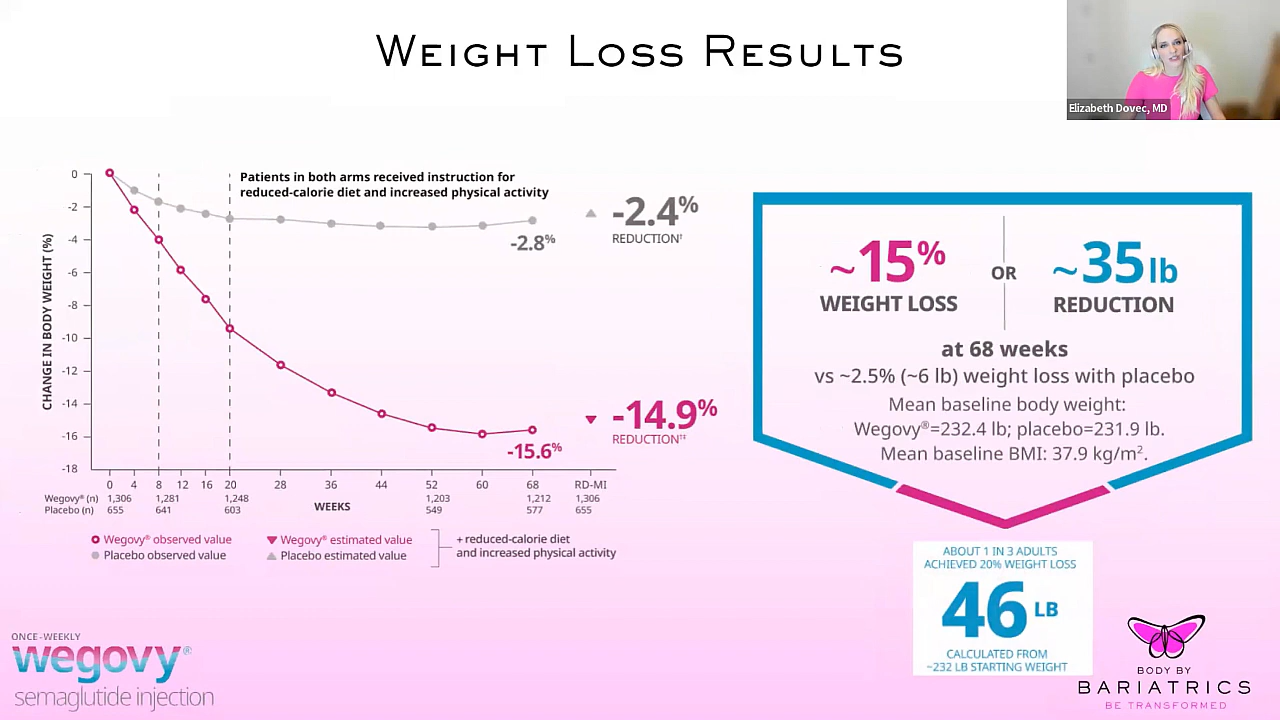 WEIGHT LOSS RESULTS
Elizabeth Dovec, MD
Patients in both arms received instruction for
reduced-calorie diet and increased physical activity
CHANGE IN BODY WEIGHT (%)
0
-2
-4
-6
-8
-10
-12
-14
-16
-18
-2.8%
-2.4%
REDUCTION†
-15.6%
-14.9%
REDUCTION†‡
0 4 8 12 16 20 28 36 44 52 60 68 RD-MI
Wegovy® (n) 1,306 1,281 1,248 1,203 1,212 1,306
Placebo (n) 655 641 603 549 577 655
WEEKS
Wegovy® observed value
Placebo observed value
Wegovy® estimated value
Placebo estimated value
+ reduced-calorie diet
and increased physical activity
~15%
WEIGHT LOSS
OR
~35 lb
REDUCTION
at 68 weeks
vs ~2.5% (~6 lb) weight loss with placebo
Mean baseline body weight:
Wegovy®=232.4 lb; placebo=231.9 lb.
Mean baseline BMI: 37.9 kg/m².
ABOUT 1 IN 3 ADULTS
ACHIEVED 20% WEIGHT LOSS
46 LB
CALCULATED FROM
~232 LB STARTING WEIGHT
ONCE-WEEKLY
wegovy®
semaglutide injection
BODY BY
BARIATRICS
BE TRANSFORMED